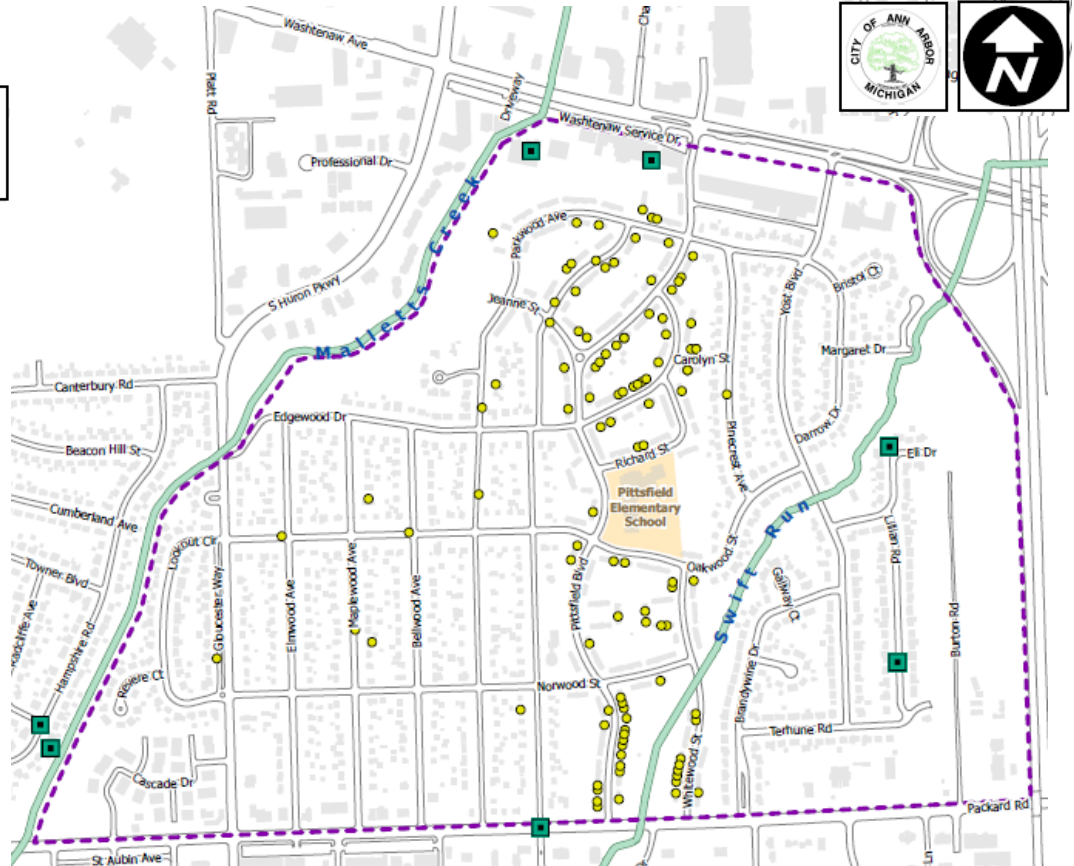 Washtenaw Ave
Cha
CITY OF ANN ARBOR
MICHIGAN
N
Platt Rd
Driveway
Washtenaw Service Dr
Professional Dr
Malletts Creek
Parkwood Ave
S Huron Pkwy
Jeanne St
Yost Blvd
Bristol Ct
Margaret Dr
Carolyn St
Canterbury Rd
Edgewood Dr
Beacon Hill St
Darrow Dr
Pinecrest Ave
Richard St
Eli Dr
Pittsfield
Elementary
School
Cumberland Ave
Swift Run
Lillian Rd
Lookout Cir
Oakwood St
Towner Blvd
Radcliffe Ave
Gloucester Way
Elmwood Ave
Maplewood Ave
Bellwood Ave
Pittsfield Blvd
Gallway Ct
Burton Rd
Hampshire Rd
Revere Ct
Norwood St
Brandywine Dr
Terhune Rd
Whitewood St
Cascade Dr
Packard Rd
St Aubin Ave